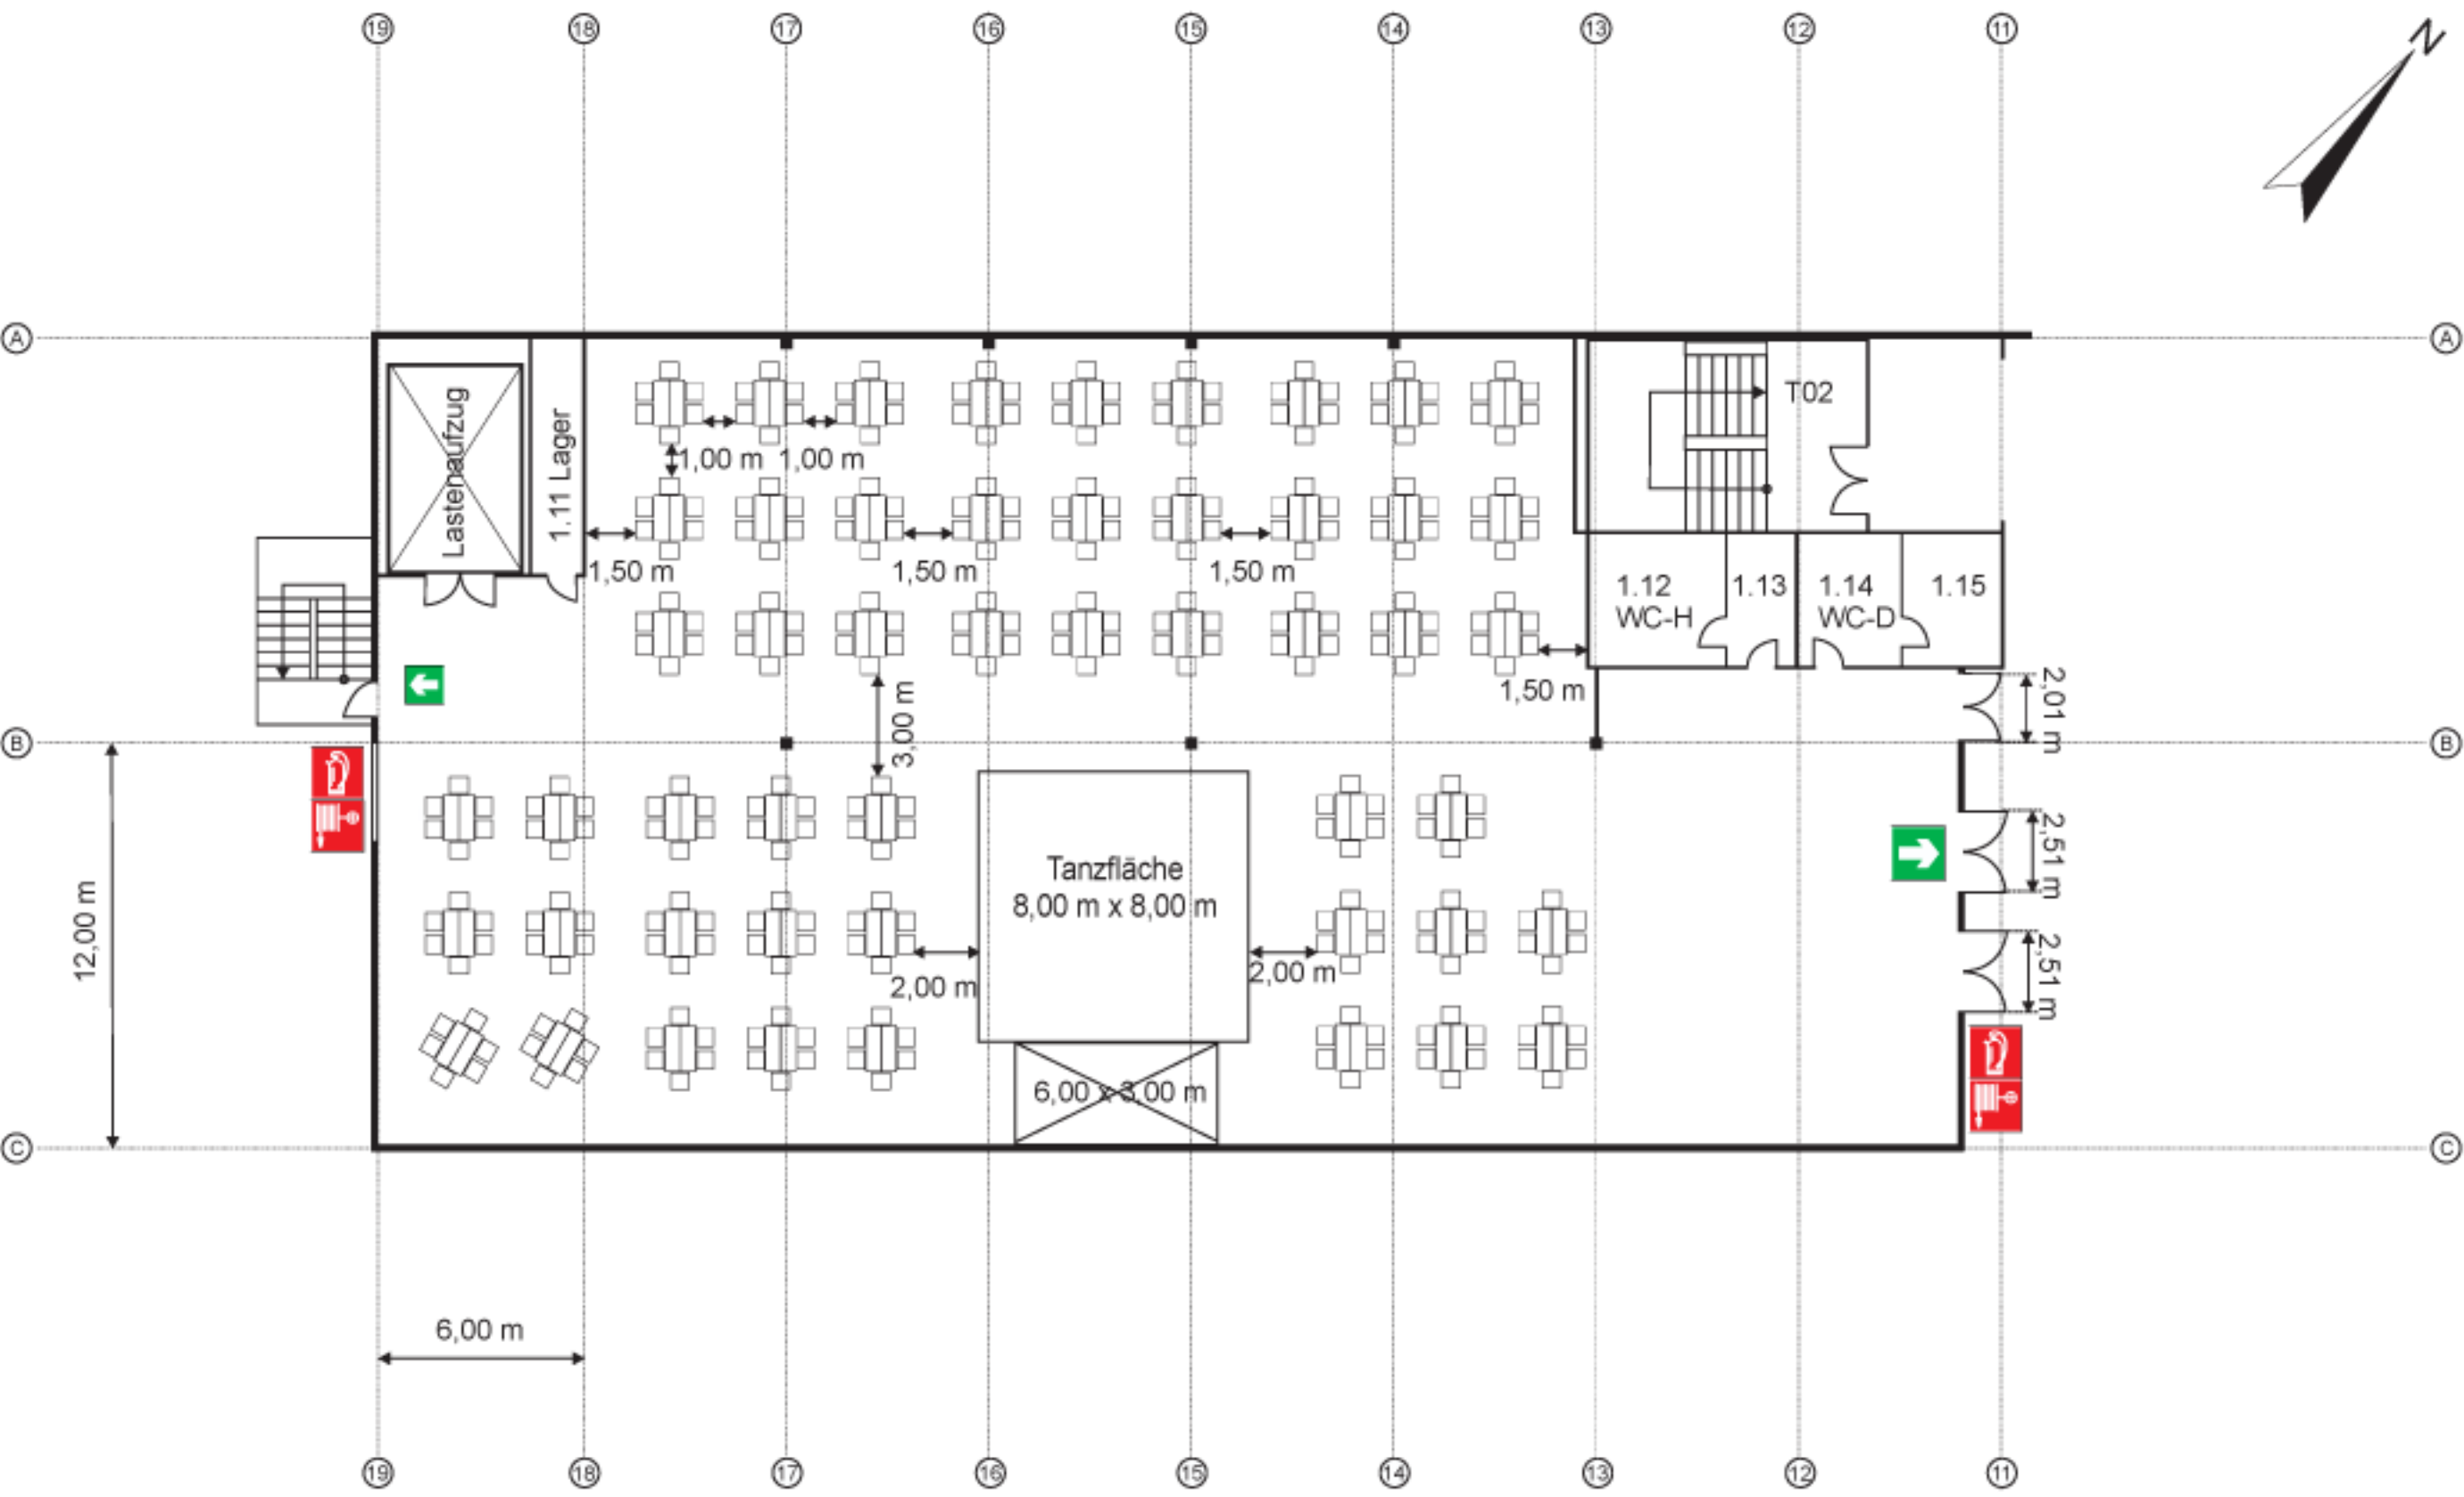 19 18 17 16 15 14 13 12 11
N
A A
Lastenaufzug
1.11 Lager
T02
1,00 m 1,00 m
1,50 m 1,50 m 1,50 m
1.12
WC-H
1.13
1.14
WC-D
1.15
1,50 m
3,00 m
2,01 m
B B
12,00 m
Tanzfläche
8,00 m x 8,00 m
2,51 m
2,00 m 2,00 m
2,51 m
6,00 x 3,00 m
C C
6,00 m
19 18 17 16 15 14 13 12 11